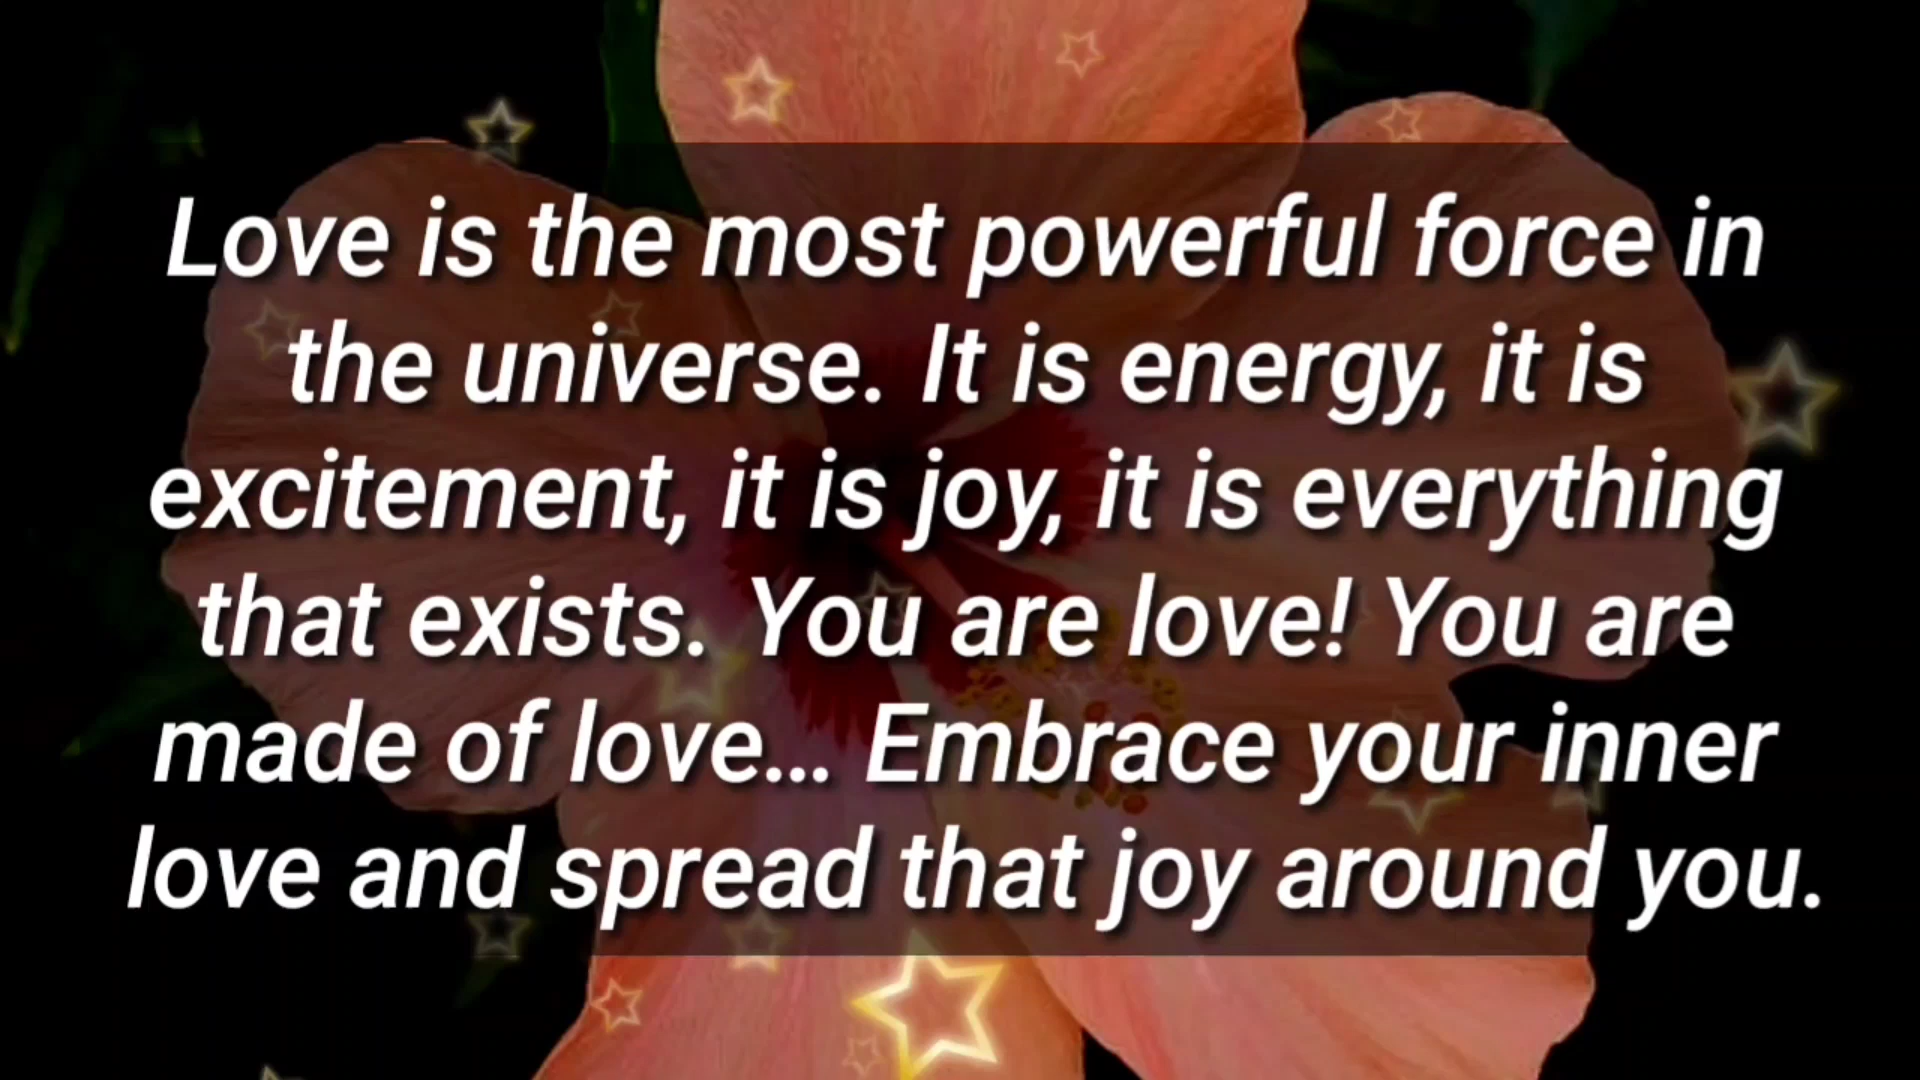 Love is the most powerful force in
the universe. It is energy, it is
excitement, it is joy, it is everything
that exists. You are love! You are
made of love... Embrace your inner
love and spread that joy around you.